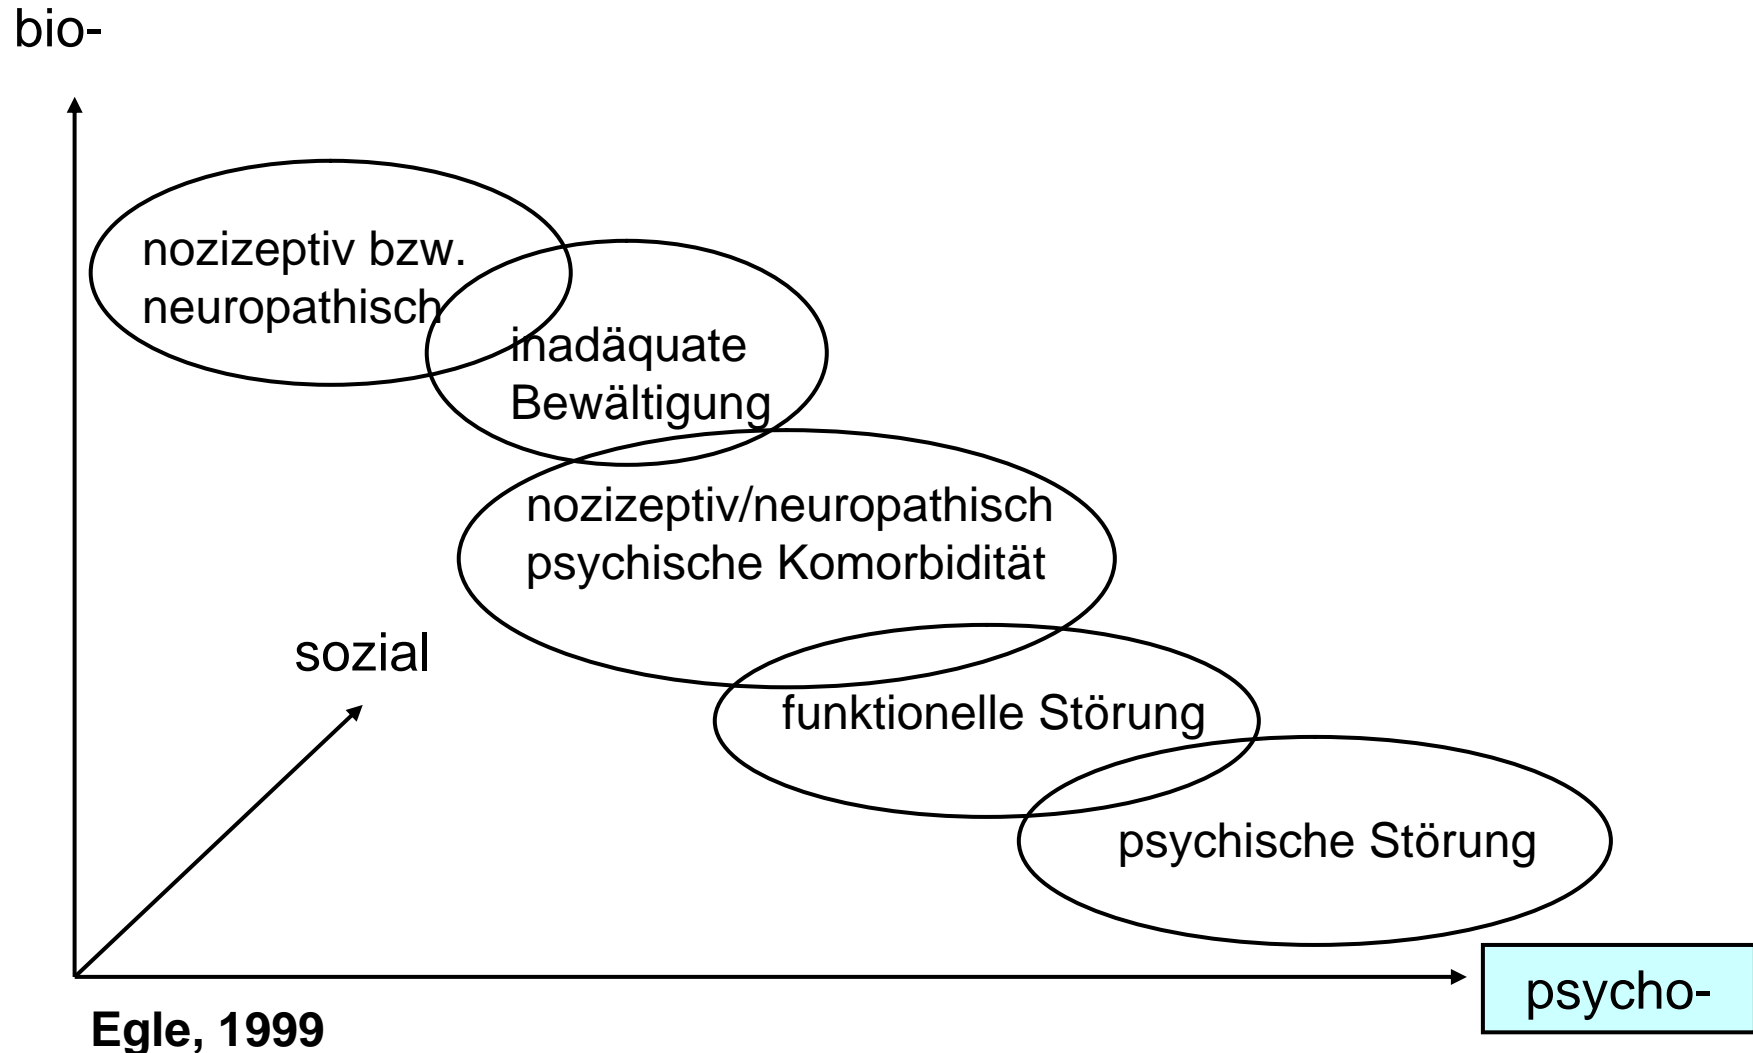 bio-
nozizeptiv bzw.
neuropathisch
inadäquate
Bewältigung
nozizeptiv/neuropathisch
psychische Komorbidität
sozial
funktionelle Störung
psychische Störung
psycho-
Egle, 1999